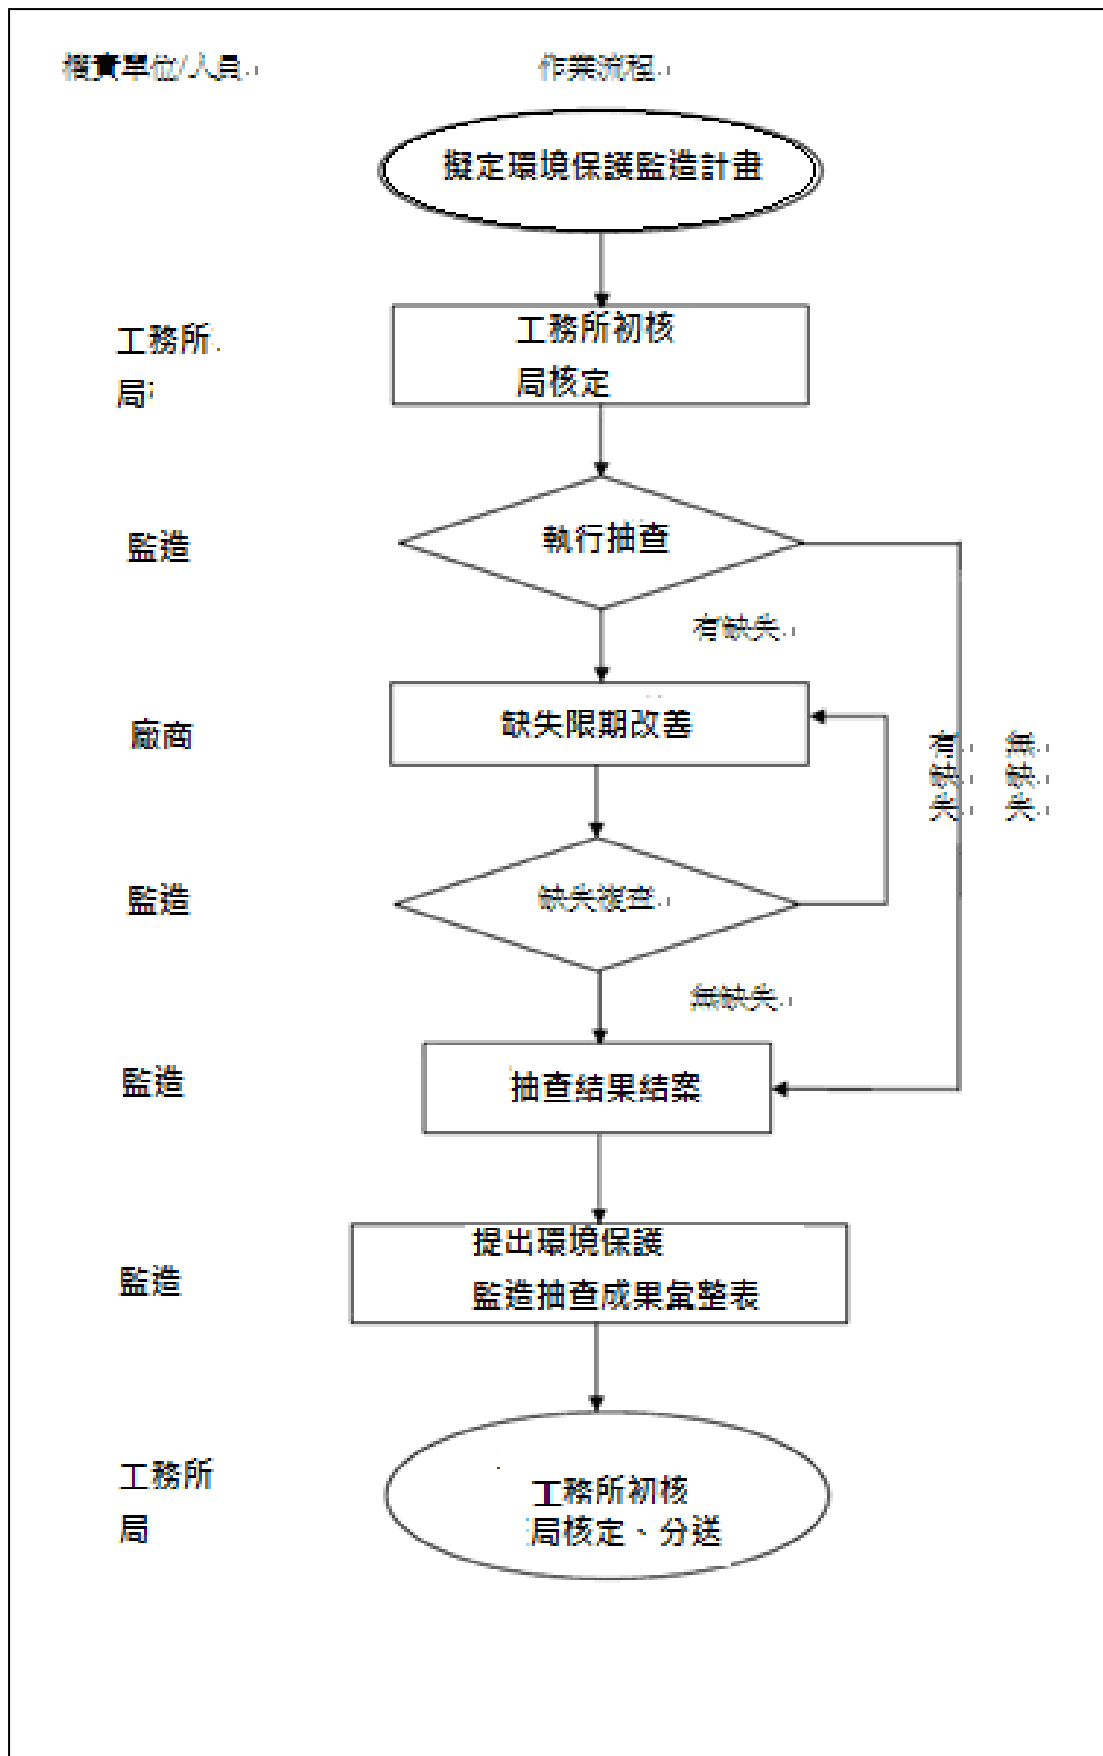 權責單位/人員
作業流程
擬定環境保護監造計畫
工務所
局
工務所初核
局核定
監造
執行抽查
有缺失
廠商
缺失限期改善
有缺失
無缺失
監造
缺失複查
無缺失
監造
抽查結果結案
監造
提出環境保護
監造抽查成果彙整表
工務所
局
工務所初核
局核定、分送